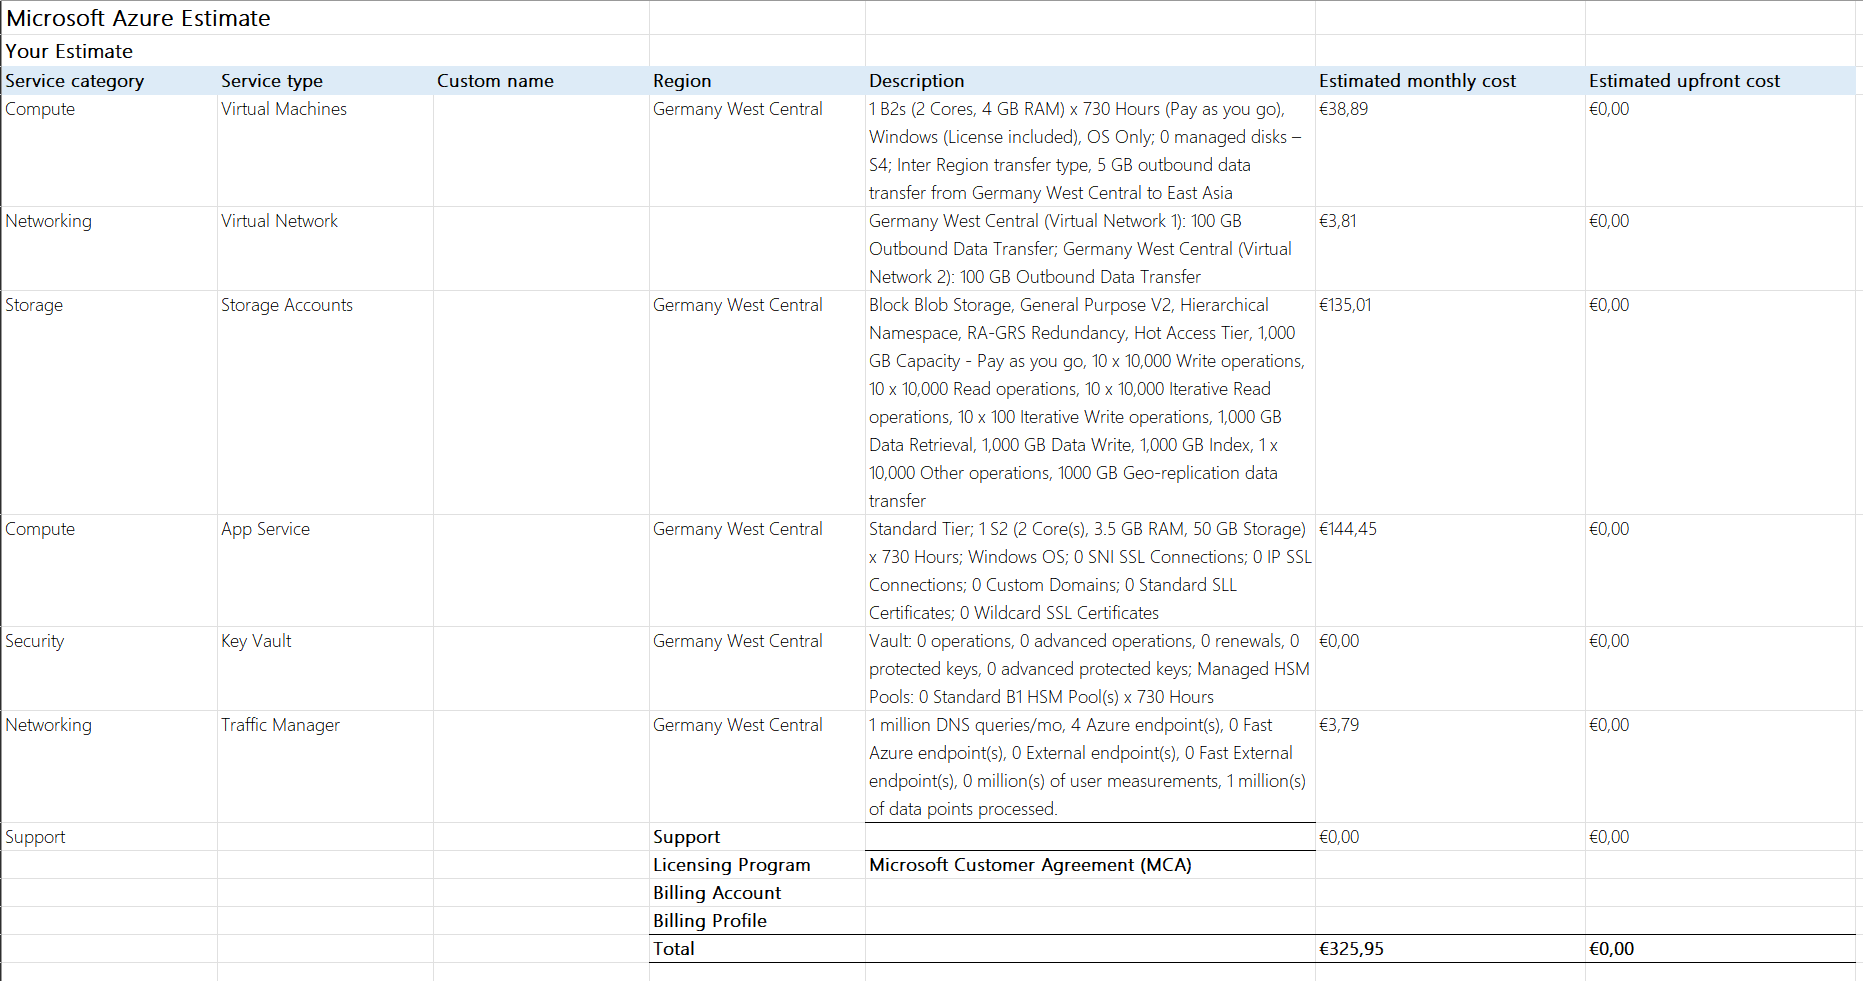 Microsoft Azure Estimate
Your Estimate
Service category Service type Custom name Region Description Estimated monthly cost Estimated upfront cost
Compute Virtual Machines Germany West Central 1 B2s (2 Cores, 4 GB RAM) x 730 Hours (Pay as you go), €38,89 €0,00
Windows (License included), OS Only; 0 managed disks –
S4; Inter Region transfer type, 5 GB outbound data
transfer from Germany West Central to East Asia
Networking Virtual Network Germany West Central (Virtual Network 1): 100 GB €3,81 €0,00
Outbound Data Transfer; Germany West Central (Virtual
Network 2): 100 GB Outbound Data Transfer
Storage Storage Accounts Germany West Central Block Blob Storage, General Purpose V2, Hierarchical €135,01 €0,00
Namespace, RA-GRS Redundancy, Hot Access Tier, 1,000
GB Capacity - Pay as you go, 10 x 10,000 Write operations,
10 x 10,000 Read operations, 10 x 10,000 Iterative Read
operations, 10 x 100 Iterative Write operations, 1,000 GB
Data Retrieval, 1,000 GB Data Write, 1,000 GB Index, 1 x
10,000 Other operations, 1000 GB Geo-replication data
transfer
Compute App Service Germany West Central Standard Tier; 1 S2 (2 Core(s), 3.5 GB RAM, 50 GB Storage) €144,45 €0,00
x 730 Hours; Windows OS; 0 SNI SSL Connections; 0 IP SSL
Connections; 0 Custom Domains; 0 Standard SLL
Certificates; 0 Wildcard SSL Certificates
Security Key Vault Germany West Central Vault: 0 operations, 0 advanced operations, 0 renewals, 0 €0,00 €0,00
protected keys, 0 advanced protected keys; Managed HSM
Pools: 0 Standard B1 HSM Pool(s) x 730 Hours
Networking Traffic Manager Germany West Central 1 million DNS queries/mo, 4 Azure endpoint(s), 0 Fast €3,79 €0,00
Azure endpoint(s), 0 External endpoint(s), 0 Fast External
endpoint(s), 0 million(s) of user measurements, 1 million(s)
of data points processed.
Support Support €0,00 €0,00
Licensing Program Microsoft Customer Agreement (MCA)
Billing Account
Billing Profile
Total €325,95 €0,00